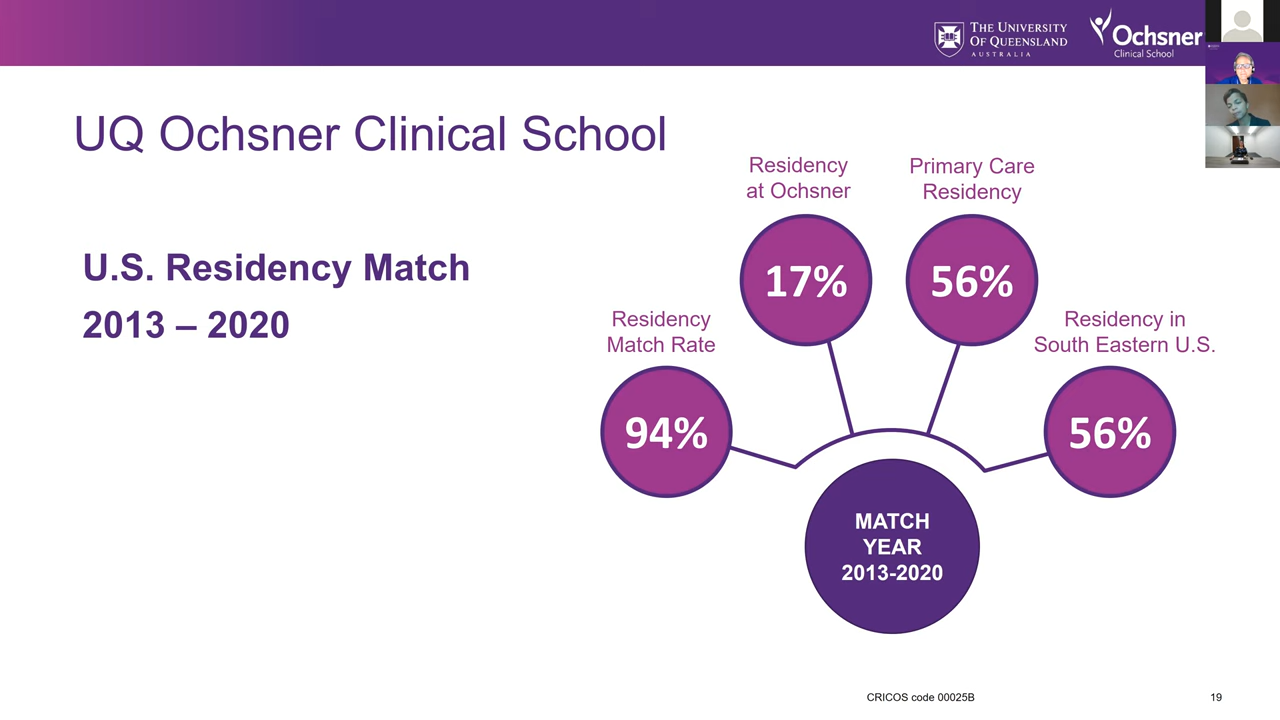 THE UNIVERSITY
OF QUEENSLAND
AUSTRALIA
Ochsner
Clinical School
UQ Ochsner Clinical School
U.S. Residency Match
2013 – 2020
Residency
at Ochsner
17%
Primary Care
Residency
56%
Residency
Match Rate
94%
Residency in
South Eastern U.S.
56%
MATCH
YEAR
2013-2020
CRICOS code 00025B
19